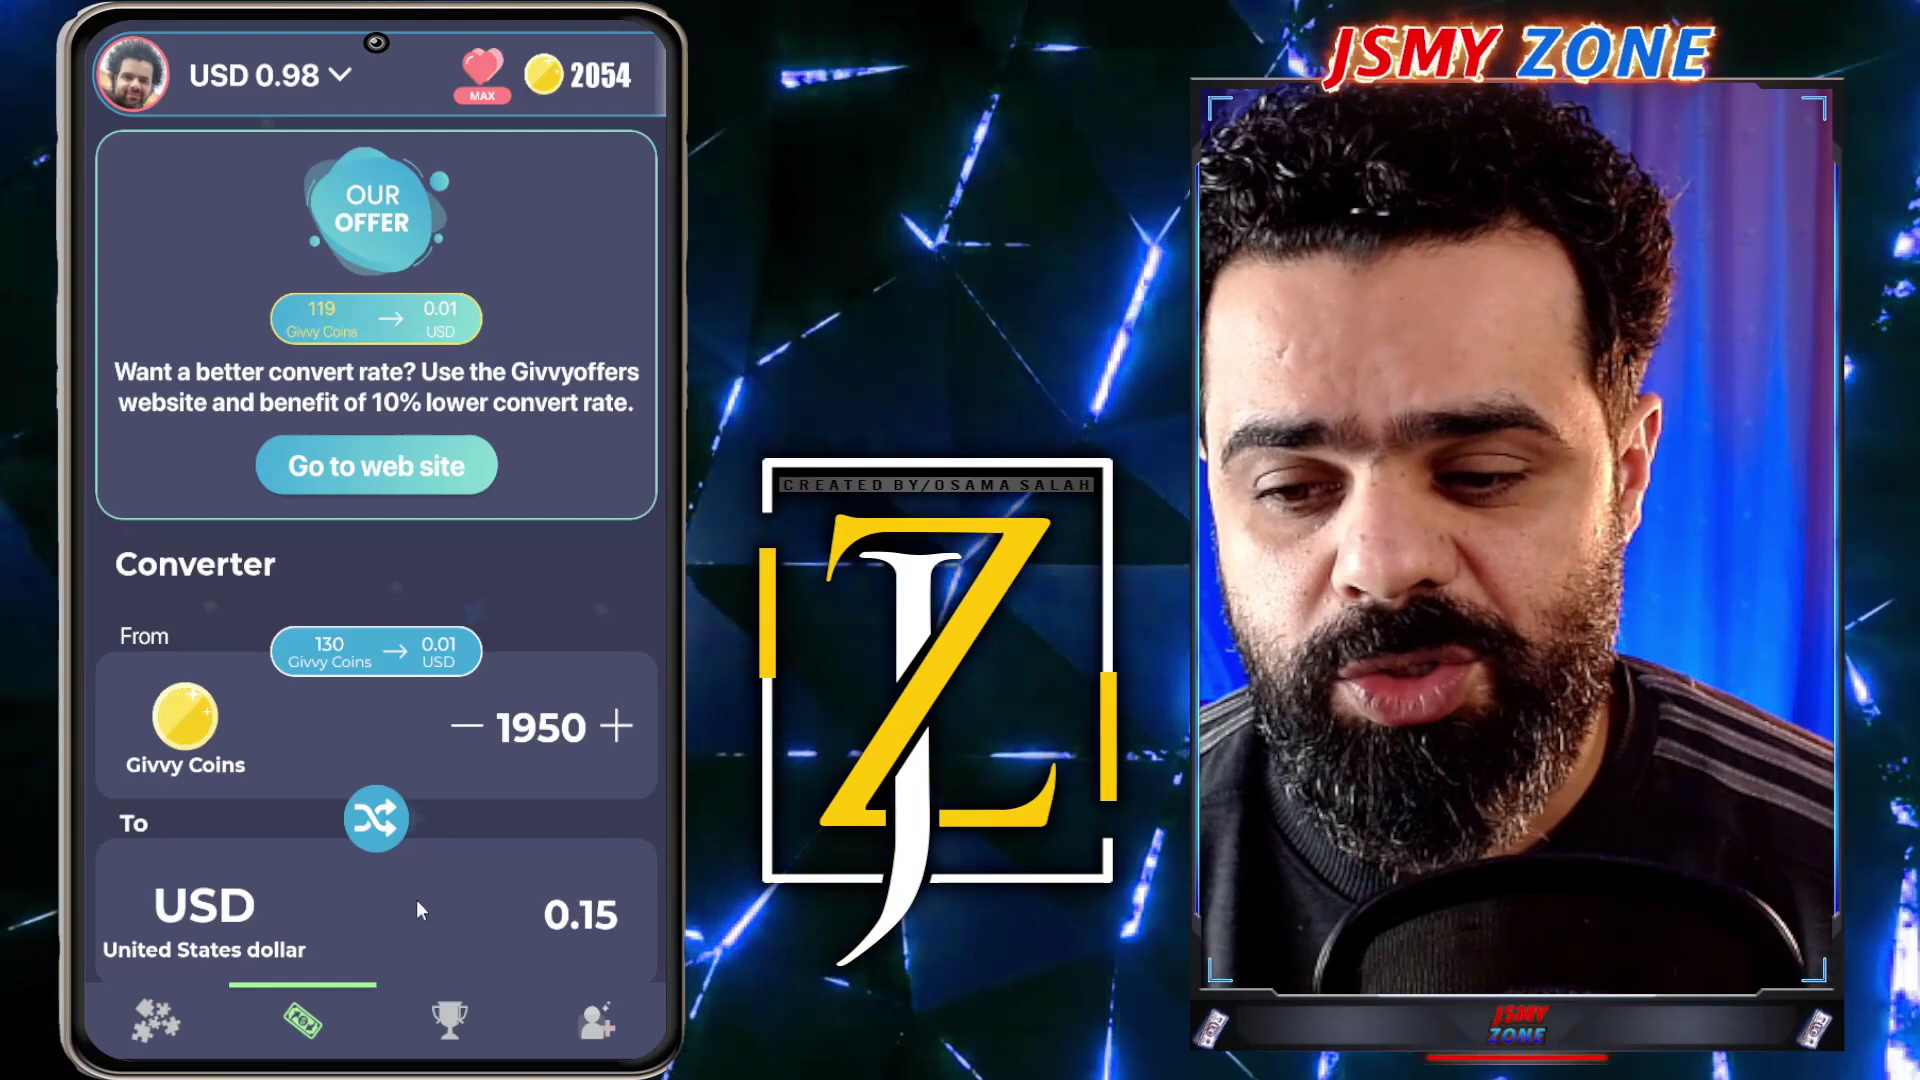 USD 0.98
MAX
2054
OUR
OFFER
119
Givvy Coins
0.01
USD
Want a better convert rate? Use the Givvyoffers
website and benefit of 10% lower convert rate.
Go to web site
Converter
From
130
Givvy Coins
0.01
USD
Givvy Coins
1950
To
USD
United States dollar
0.15
CREATED BY/OSAMA SALAH
JZ
JSMY ZONE
JSMY
ZONE